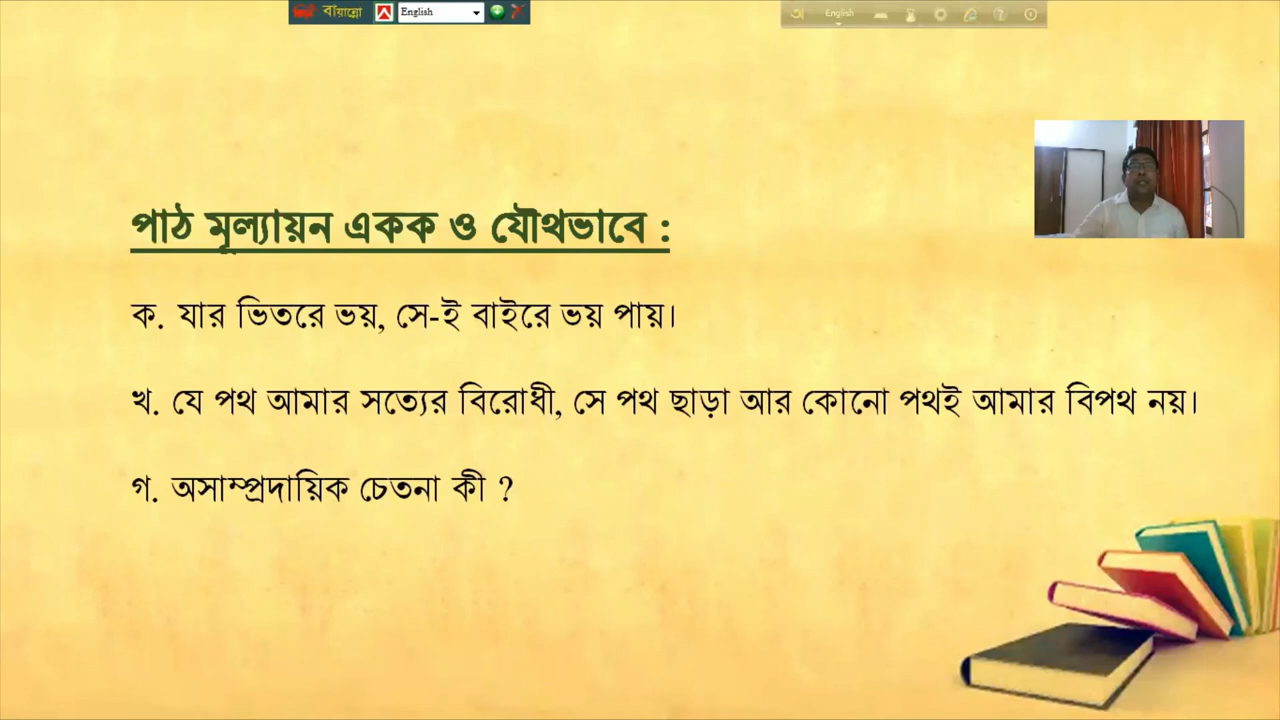 বাঁয়ান্নো English
অ English
পাঠ মূল্যায়ন একক ও যৌথভাবে :
ক. যার ভিতরে ভয়, সে-ই বাইরে ভয় পায়।
খ. যে পথ আমার সত্যের বিরোধী, সে পথ ছাড়া আর কোনো পথই আমার বিপথ নয়।
গ. অসাম্প্রদায়িক চেতনা কী ?